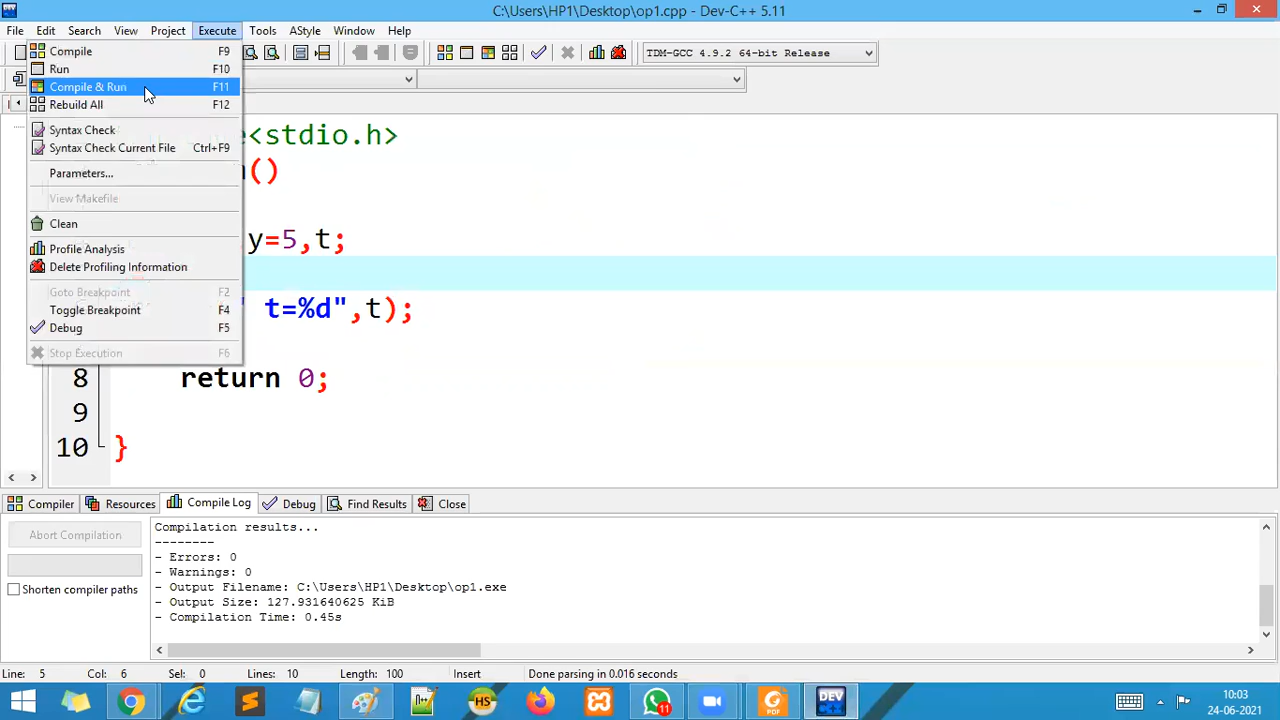 C:\Users\HP1\Desktop\op1.cpp - Dev-C++ 5.11
File Edit Search View Project Execute Tools AStyle Window Help
TDM-GCC 4.9.2 64-bit Release
Compile F9
Run F10
Compile & Run F11
Rebuild All F12
Syntax Check
Syntax Check Current File Ctrl+F9
Parameters...
View Makefile
Clean
Profile Analysis
Delete Profiling Information
Goto Breakpoint F2
Toggle Breakpoint F4
Debug F5
Stop Execution F6
<stdio.h>
()
y=5,t;
" t=%d",t);
8 return 0;
9
10 }
Compiler Resources Compile Log Debug Find Results Close
Abort Compilation
Shorten compiler paths
Compilation results...
--------
- Errors: 0
- Warnings: 0
- Output Filename: C:\Users\HP1\Desktop\op1.exe
- Output Size: 127.931640625 KiB
- Compilation Time: 0.45s
Line: 5 Col: 6 Sel: 0 Lines: 10 Length: 100 Insert Done parsing in 0.016 seconds
HS
11
PDF
DEV
10:03
24-06-2021